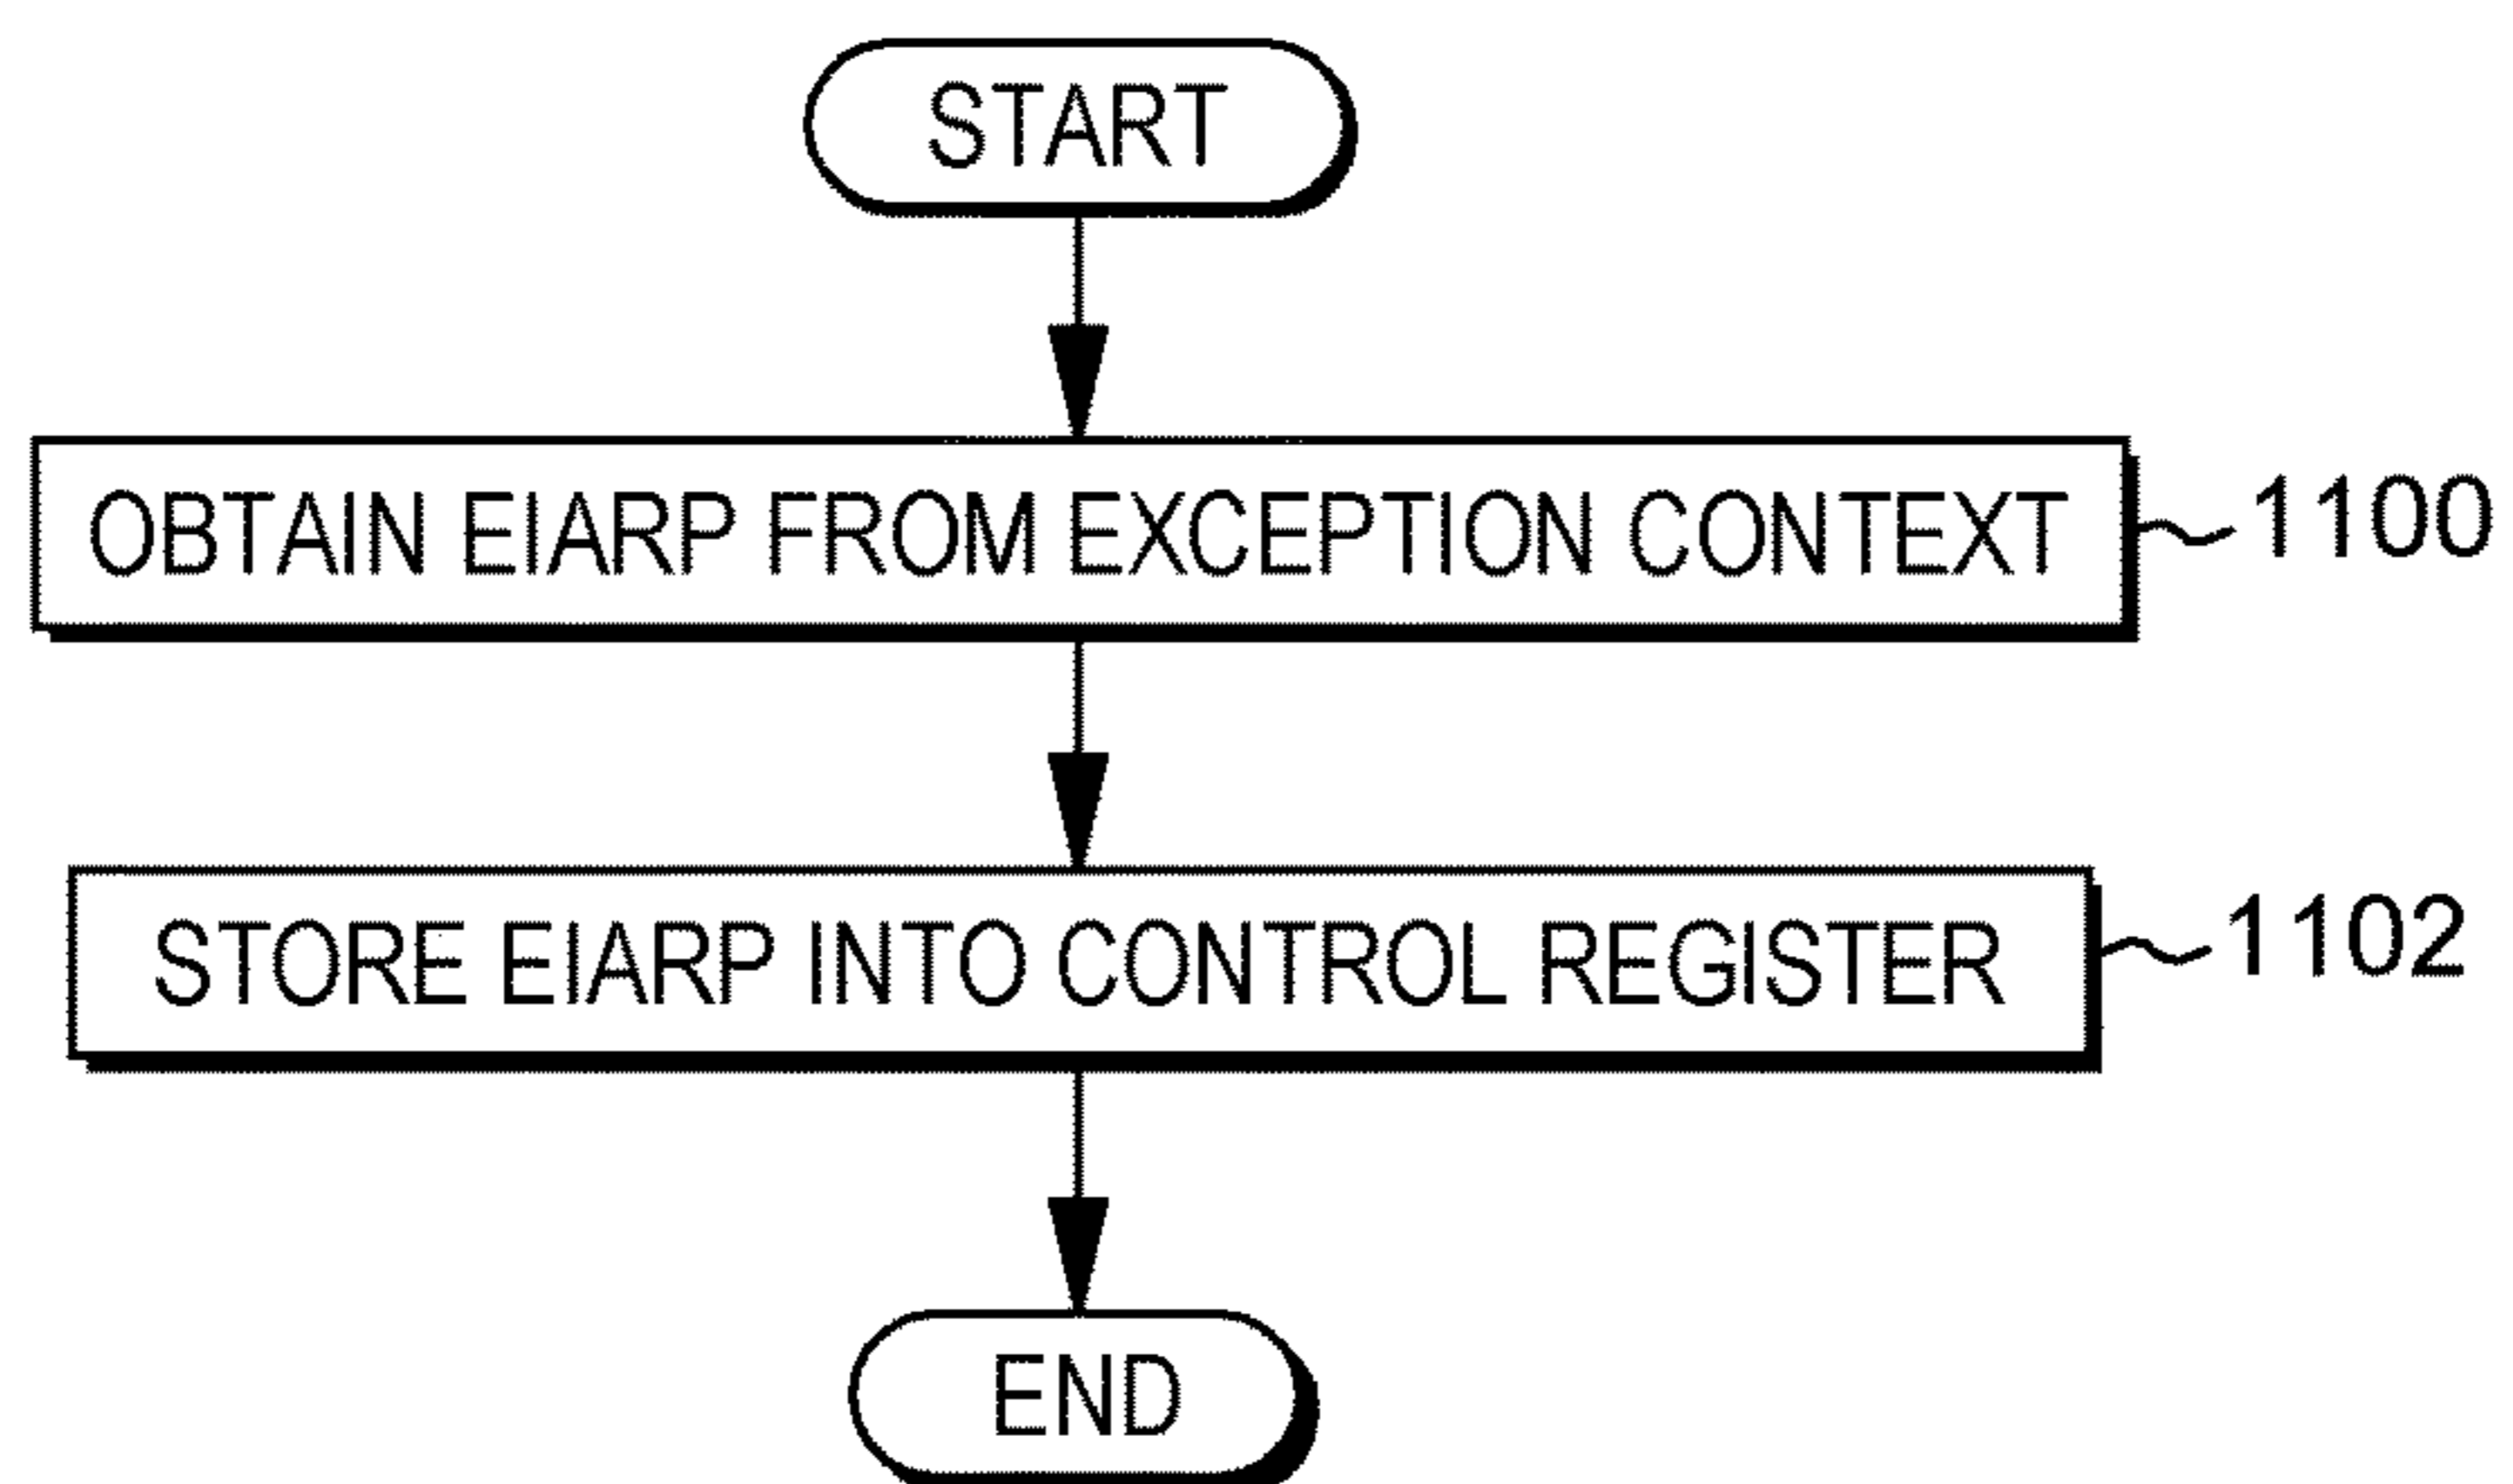 START
OBTAIN EIARP FROM EXCEPTION CONTEXT
1100
STORE EIARP INTO CONTROL REGISTER
1102
END